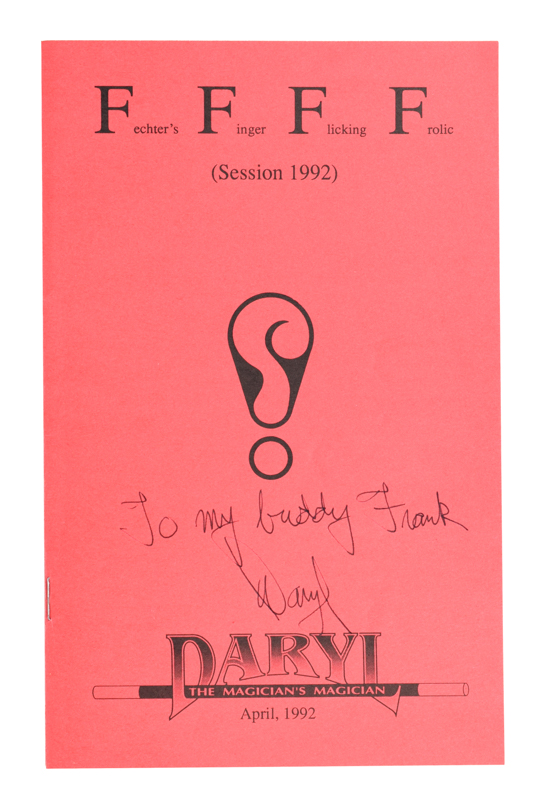 Fechter's Finger Flicking Frolic
(Session 1992)
To my buddy Frank
Daryl
DARYL
THE MAGICIAN'S MAGICIAN
April, 1992